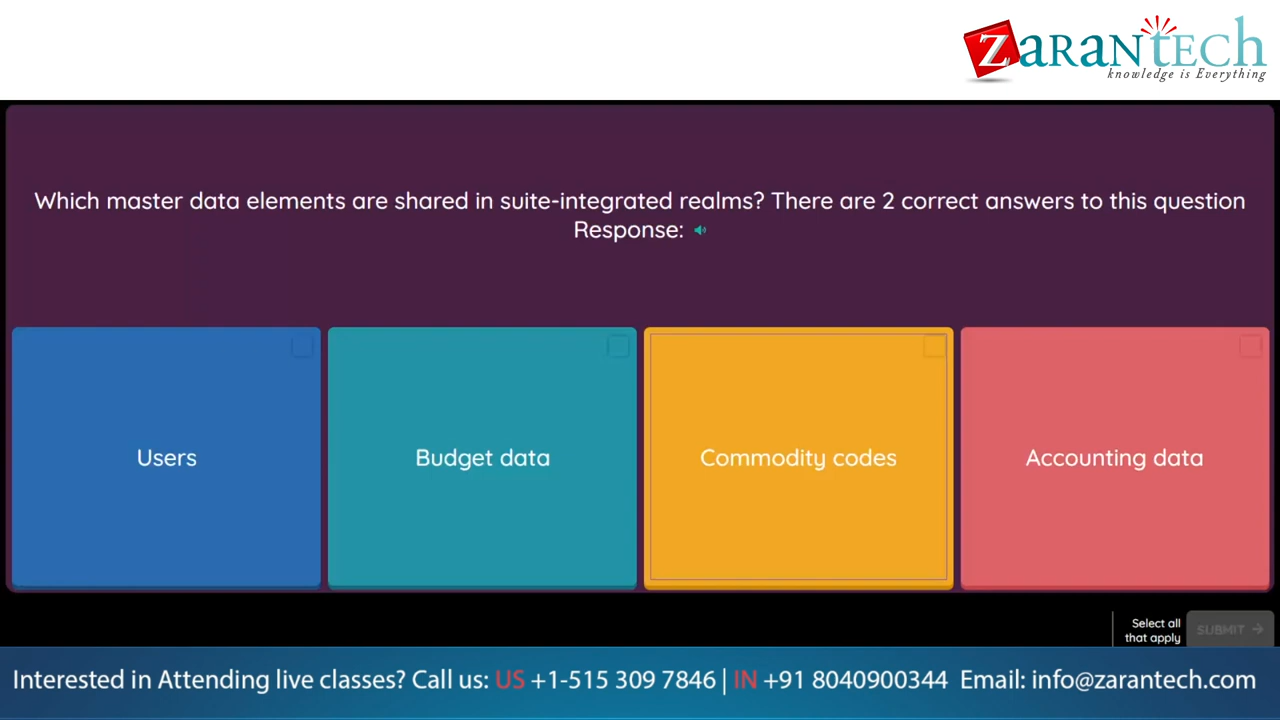 ZARANTECH
knowledge is Everything
Which master data elements are shared in suite-integrated realms? There are 2 correct answers to this question
Response:
Users
Budget data
Commodity codes
Accounting data
Select all
that apply
SUBMIT →
Interested in Attending live classes? Call us: US +1-515 309 7846 | IN +91 8040900344 Email: info@zarantech.com